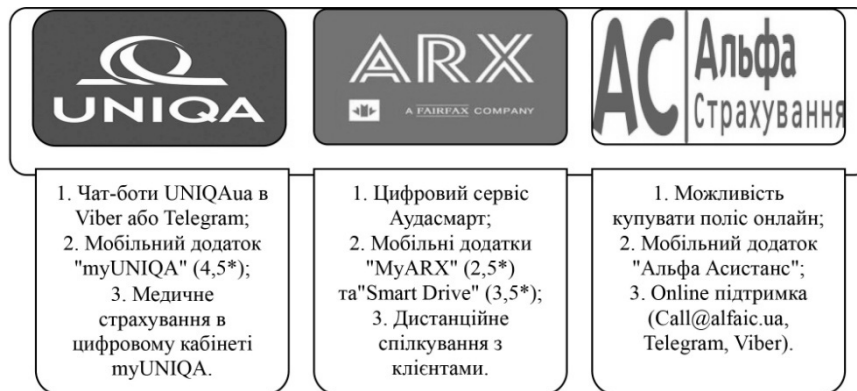 UNIQA
ARX
A FAIRFAX COMPANY
АС Альфа
Страхування
1. Чат-боти UNIQAua в
Viber або Telegram;
2. Мобільний додаток
"myUNIQA" (4,5*);
3. Медичне
страхування в
цифровому кабінеті
myUNIQA.
1. Цифровий сервіс
Аудасмарт;
2. Мобільні додатки
"MyARX" (2,5*)
та"Smart Drive" (3,5*);
3. Дистанційне
спілкування з
клієнтами.
1. Можливість
купувати поліс онлайн;
2. Мобільний додаток
"Альфа Асистанс";
3. Online підтримка
(Call@alfaic.ua,
Telegram, Viber).